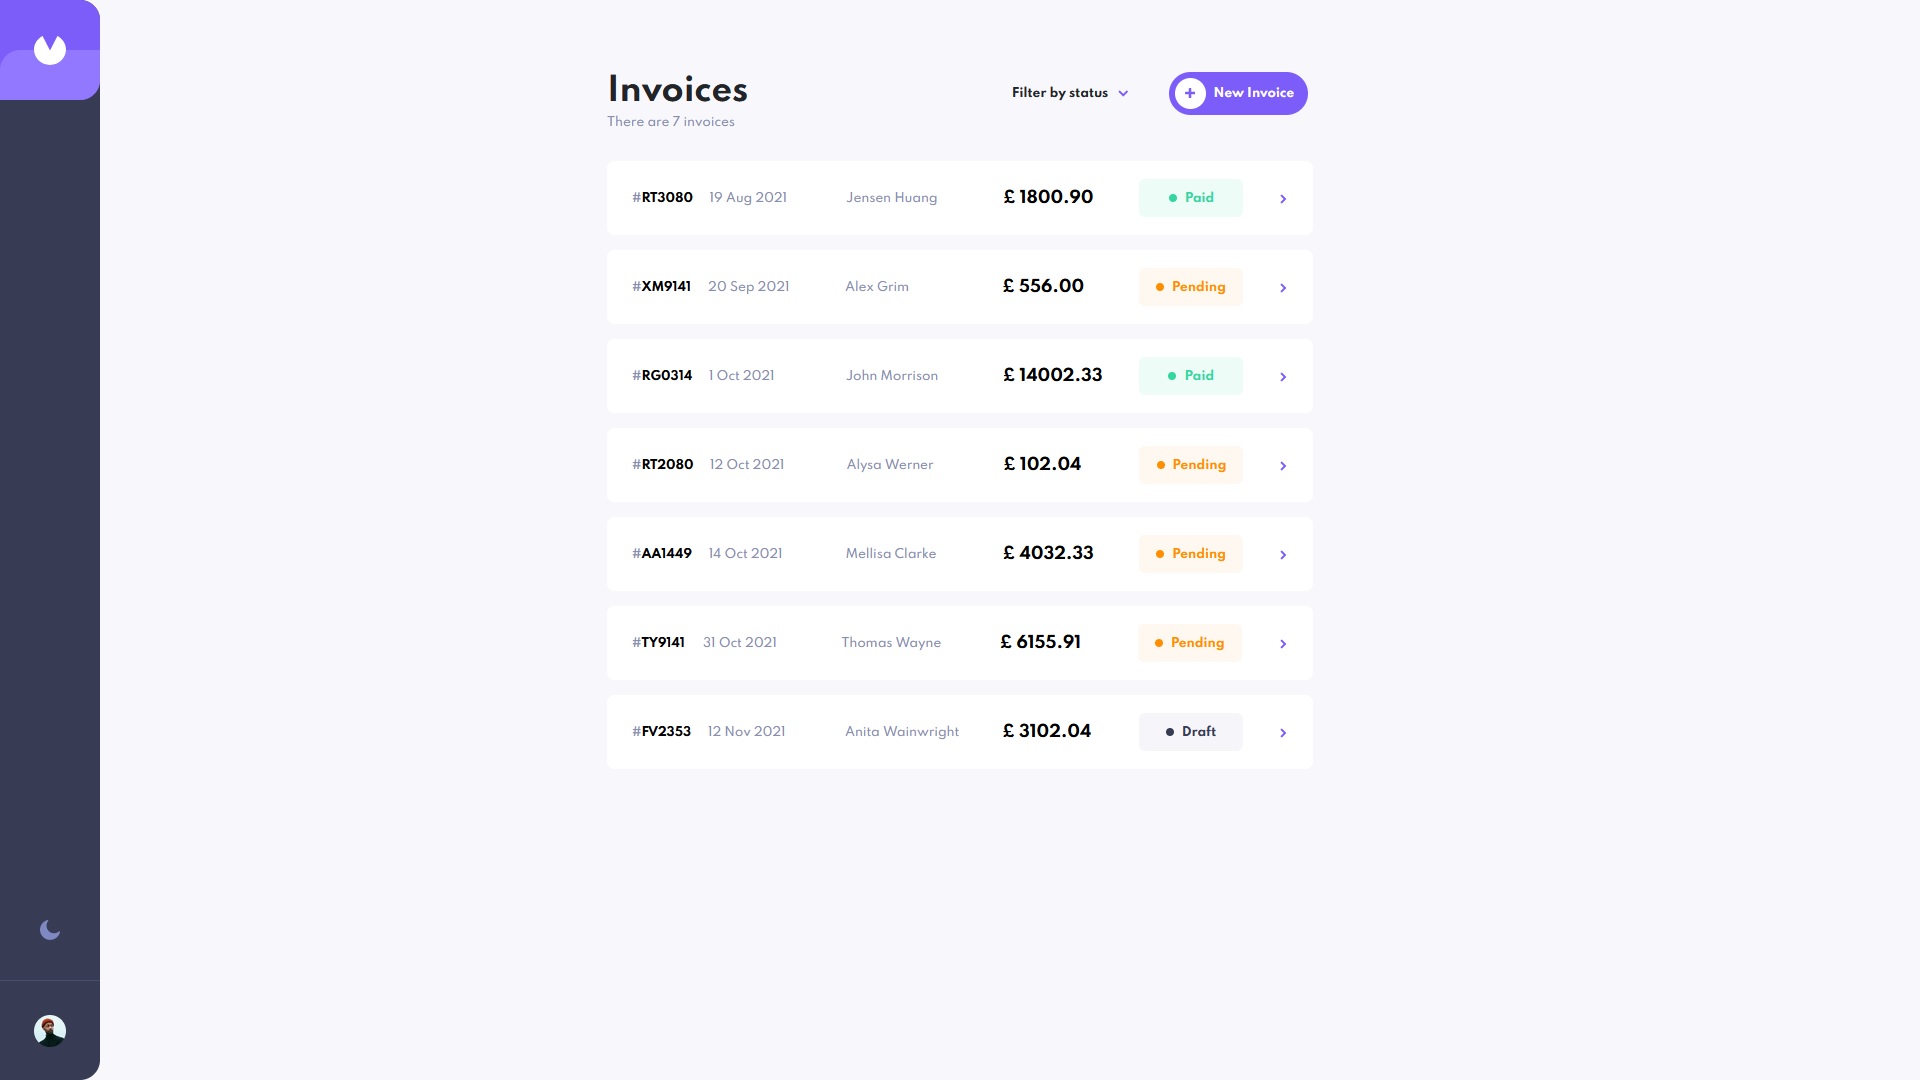 Invoices
There are 7 invoices
Filter by status
New Invoice
#RT3080 19 Aug 2021 Jensen Huang £ 1800.90 Paid
#XM9141 20 Sep 2021 Alex Grim £ 556.00 Pending
#RG0314 1 Oct 2021 John Morrison £ 14002.33 Paid
#RT2080 12 Oct 2021 Alysa Werner £ 102.04 Pending
#AA1449 14 Oct 2021 Mellisa Clarke £ 4032.33 Pending
#TY9141 31 Oct 2021 Thomas Wayne £ 6155.91 Pending
#FV2353 12 Nov 2021 Anita Wainwright £ 3102.04 Draft